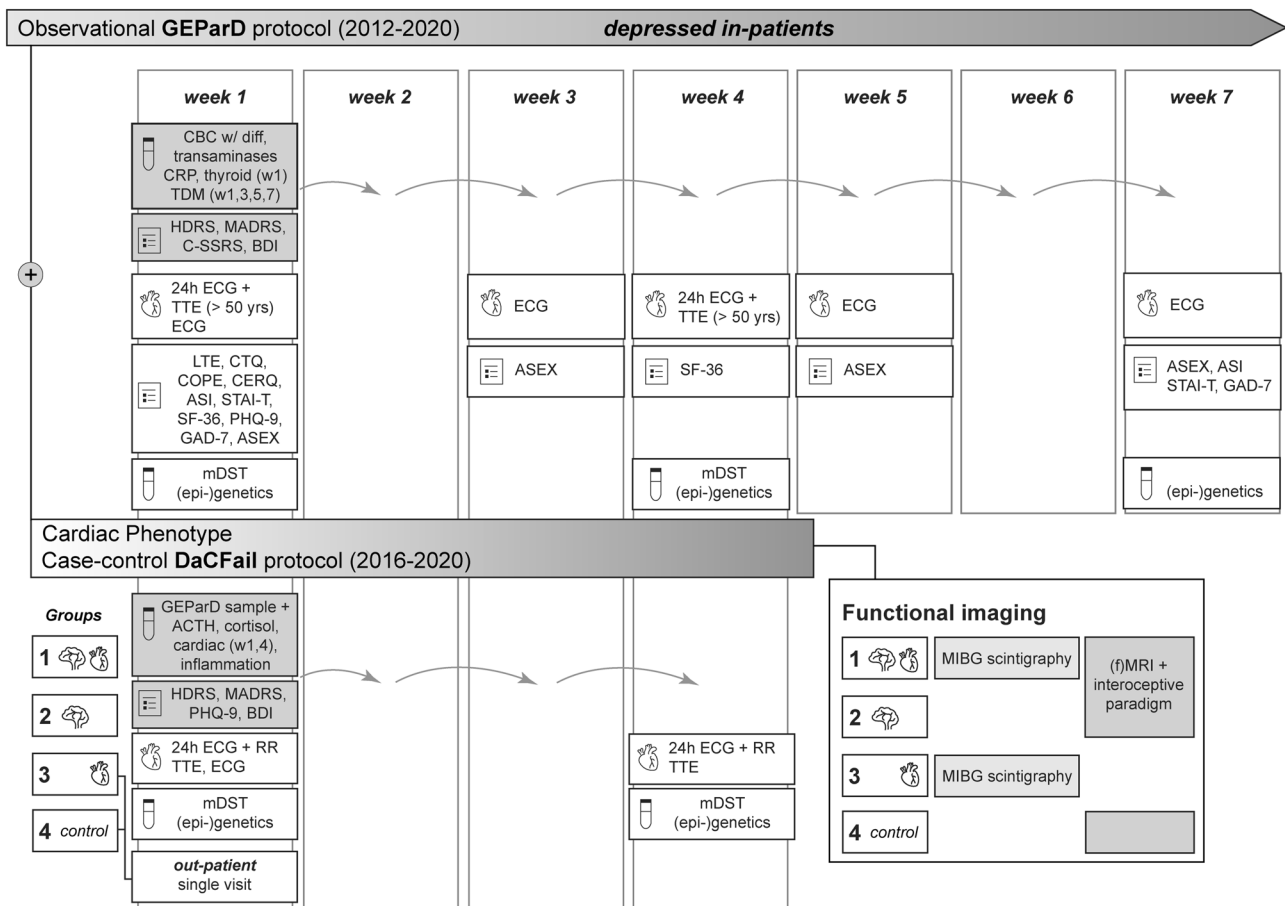 Observational GEParD protocol (2012-2020) depressed in-patients
week 1
week 2
week 3
week 4
week 5
week 6
week 7
CBC w/ diff,
transaminases
CRP, thyroid (w1)
TDM (w1,3,5,7)
HDRS, MADRS,
C-SSRS, BDI
+
24h ECG +
TTE (> 50 yrs)
ECG
ECG
24h ECG +
TTE (> 50 yrs)
ECG
ECG
LTE, CTQ,
COPE, CERQ,
ASI, STAI-T,
SF-36, PHQ-9,
GAD-7, ASEX
ASEX
SF-36
ASEX
ASEX, ASI
STAI-T, GAD-7
mDST
(epi-)genetics
mDST
(epi-)genetics
(epi-)genetics
Cardiac Phenotype
Case-control DaCFail protocol (2016-2020)
Groups
1
2
3
4 control
GEParD sample +
ACTH, cortisol,
cardiac (w1,4),
inflammation
HDRS, MADRS,
PHQ-9, BDI
24h ECG + RR
TTE, ECG
mDST
(epi-)genetics
out-patient
single visit
24h ECG + RR
TTE
mDST
(epi-)genetics
Functional imaging
1 MIBG scintigraphy
(f)MRI +
interoceptive
paradigm
2
3 MIBG scintigraphy
4 control